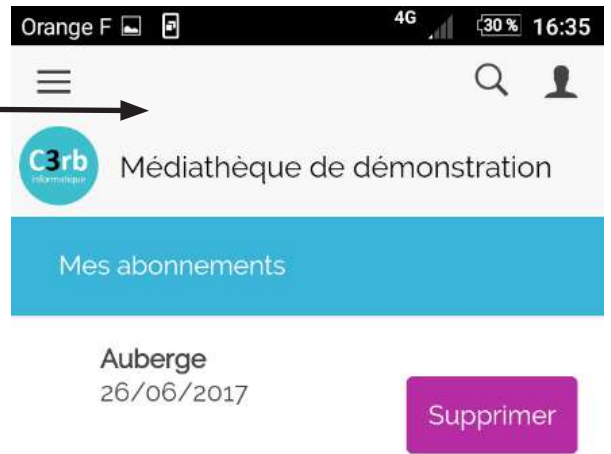 Orange F 4G 30 % 16:35
C3rb
informatique
Médiathèque de démonstration
Mes abonnements
Auberge
26/06/2017
Supprimer